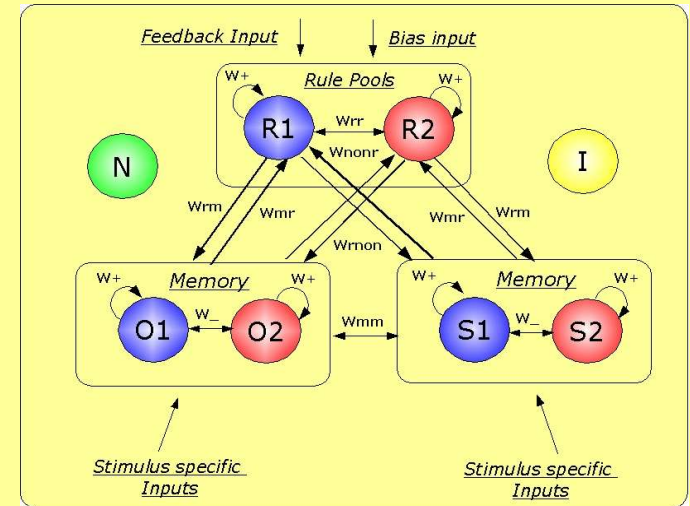 Feedback Input
Bias input
Rule Pools
W+
W+
R1
Wrr
R2
N
Wnonr
I
Wrm
Wmr
Wmr
Wrm
Wrnon
Memory
Memory
W+
W+
W+
W+
O1
W_
O2
Wmm
S1
W_
S2
Stimulus specific
Inputs
Stimulus specific
Inputs